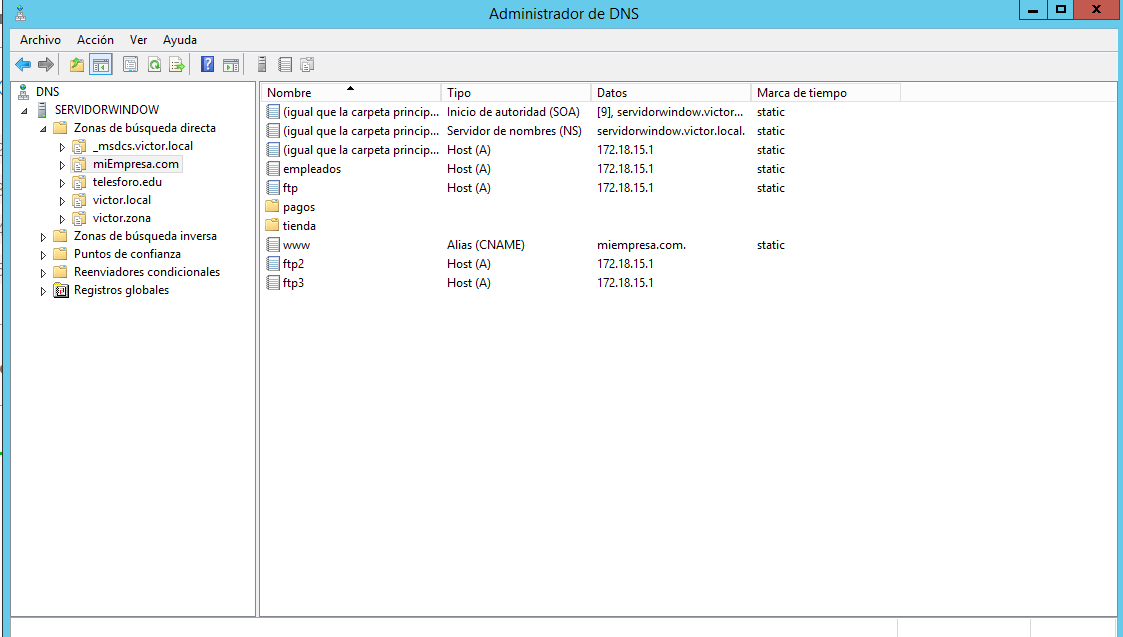 Administrador de DNS
Archivo Acción Ver Ayuda
DNS
SERVIDORWINDOW
Zonas de búsqueda directa
_msdcs.victor.local
miEmpresa.com
telesforo.edu
victor.local
victor.zona
Zonas de búsqueda inversa
Puntos de confianza
Reenviadores condicionales
Registros globales
Nombre Tipo Datos Marca de tiempo
(igual que la carpeta princip... Inicio de autoridad (SOA) [9], servidorwindow.victor... static
(igual que la carpeta princip... Servidor de nombres (NS) servidorwindow.victor.local. static
(igual que la carpeta princip... Host (A) 172.18.15.1 static
empleados Host (A) 172.18.15.1 static
ftp Host (A) 172.18.15.1 static
pagos
tienda
www Alias (CNAME) miempresa.com. static
ftp2 Host (A) 172.18.15.1
ftp3 Host (A) 172.18.15.1